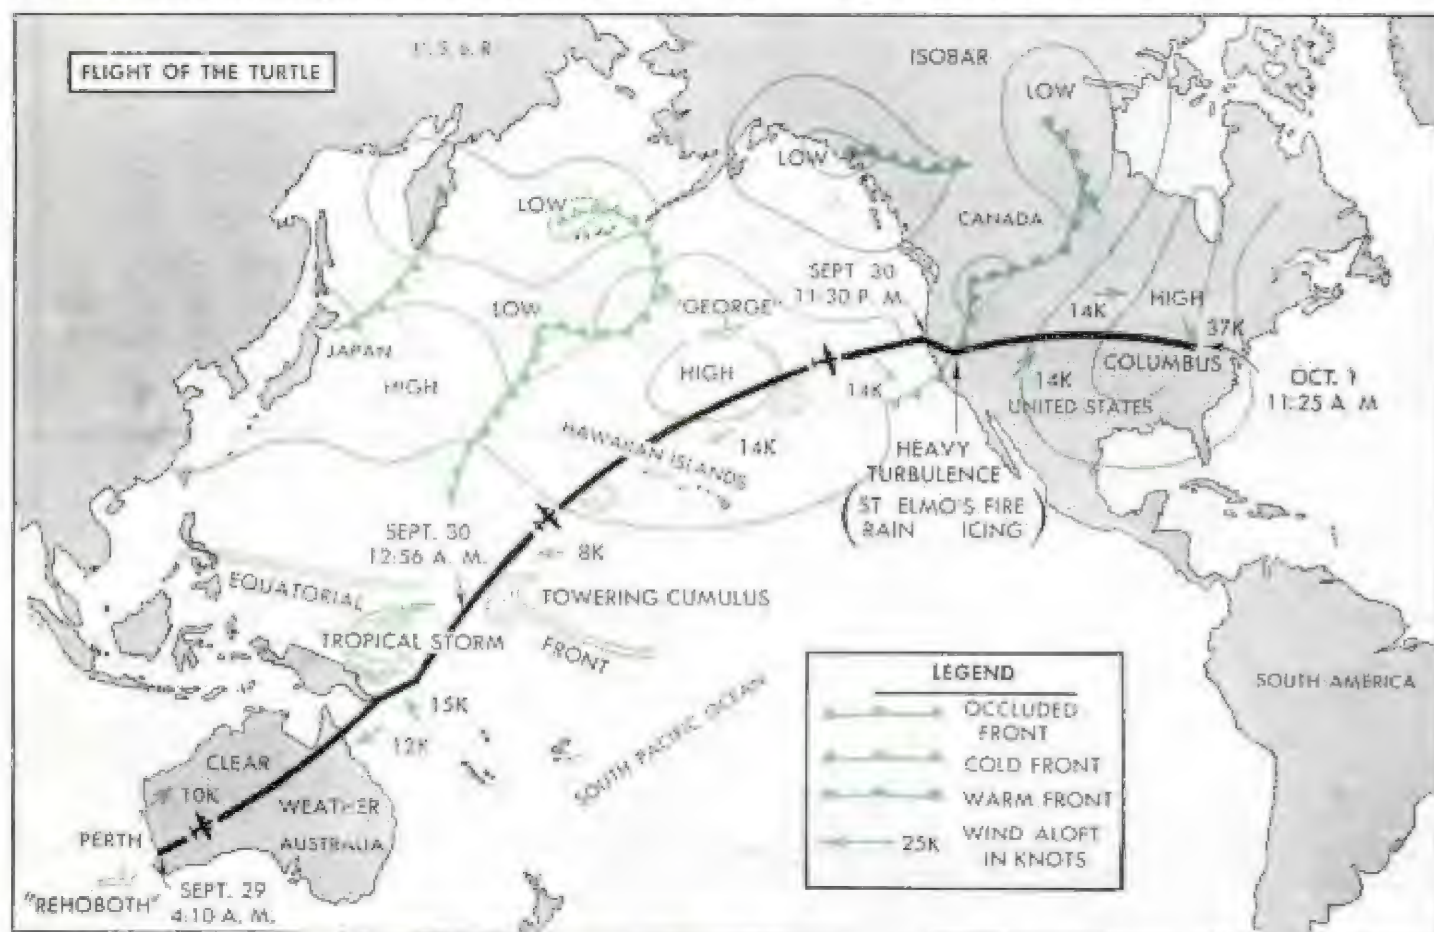 FLIGHT OF THE TURTLE
U. S. S. R.
ISOBAR
LOW
LOW
LOW
CANADA
SEPT. 30
11:30 P. M.
"GEORGE"
LOW
14K
HIGH
37K
JAPAN
HIGH
HIGH
14K
COLUMBUS
14K
UNITED STATES
OCT. 1
11:25 A. M.
HAWAIIAN ISLANDS
14K
HEAVY
TURBULENCE
(ST. ELMO'S FIRE
RAIN ICING)
SEPT. 30
12:56 A. M.
8K
EQUATORIAL
TOWERING CUMULUS
TROPICAL STORM
FRONT
15K
12K
SOUTH PACIFIC OCEAN
SOUTH AMERICA
CLEAR
10K
WEATHER
PERTH
AUSTRALIA
"REHOBOTH"
SEPT. 29
4:10 A. M.
LEGEND
OCCLUDED
FRONT
COLD FRONT
WARM FRONT
25K WIND ALOFT
IN KNOTS